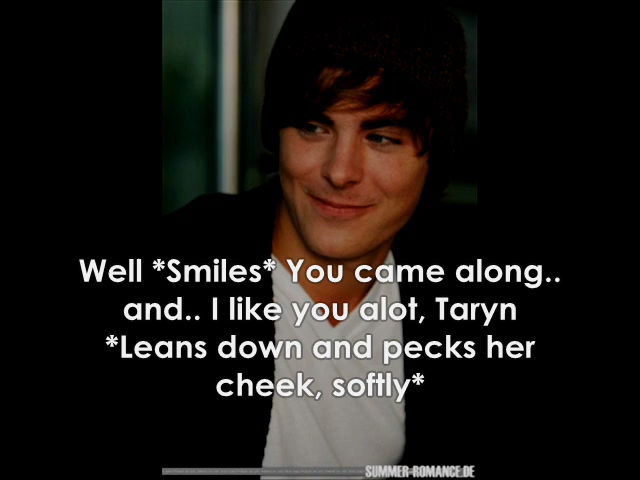 Well *Smiles* You came along..
and.. I like you alot, Taryn
*Leans down and pecks her
cheek, softly*
SUMMER-ROMANCE.DE